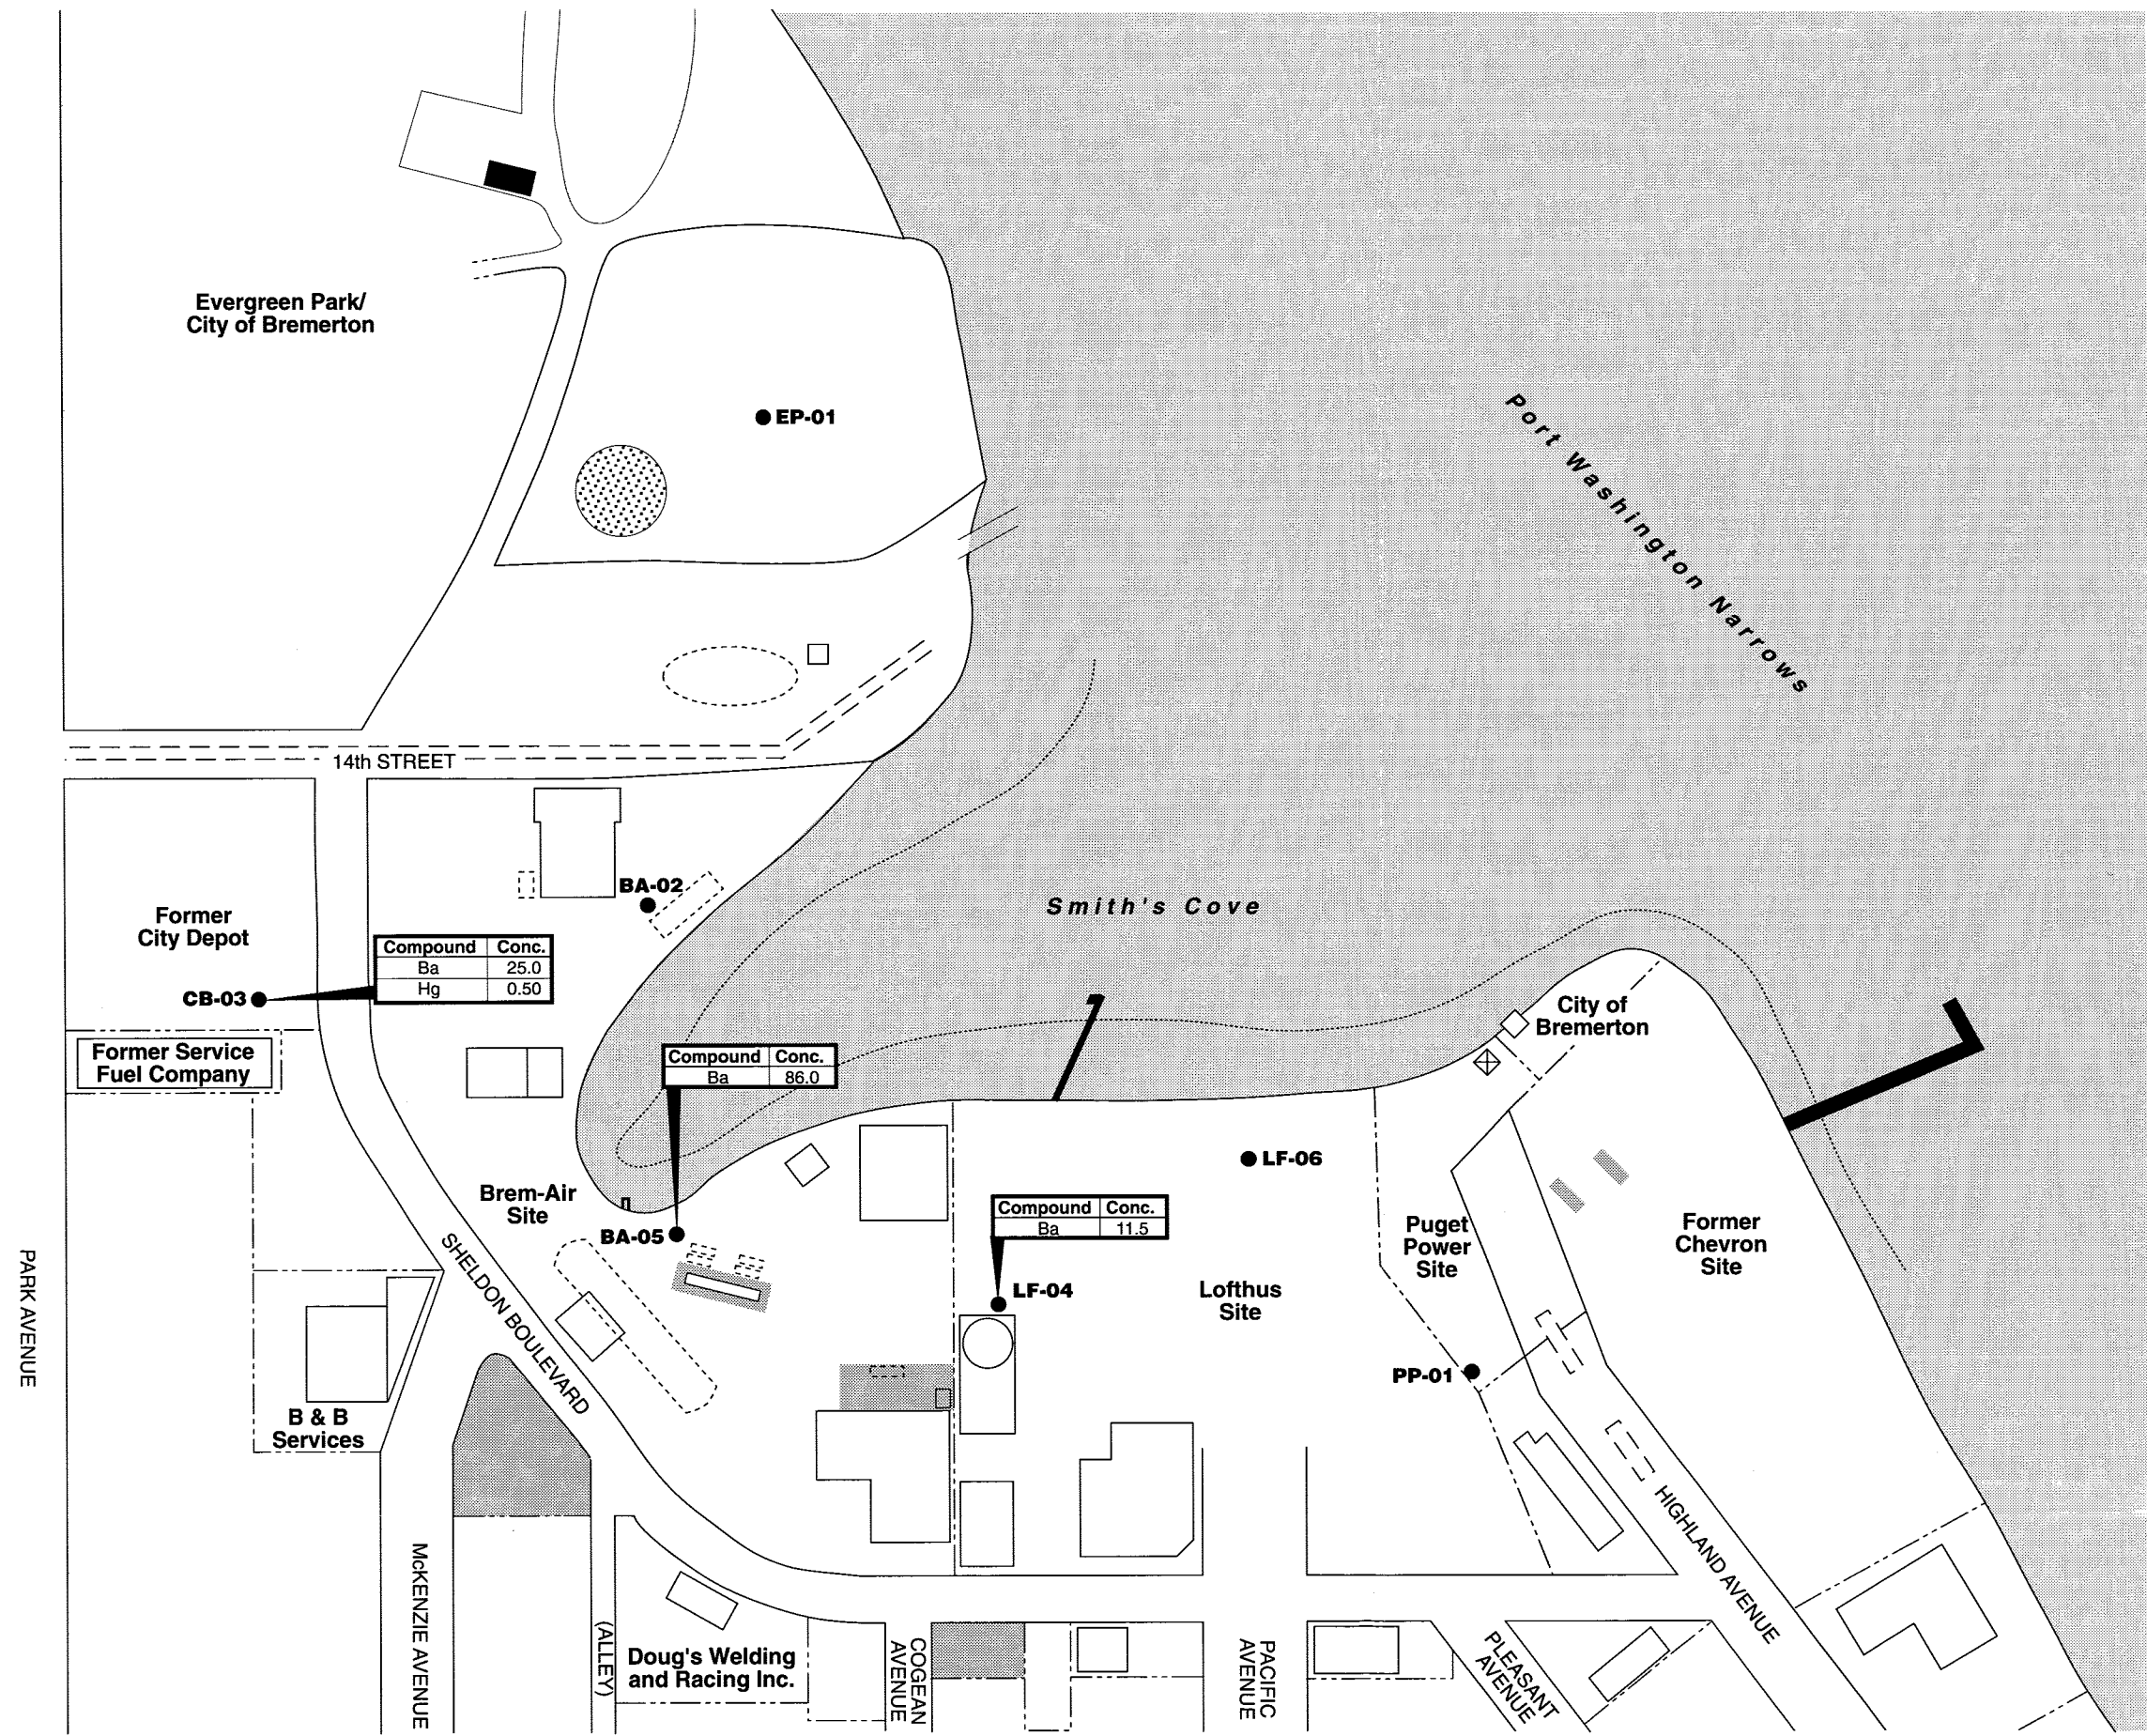 Evergreen Park/
City of Bremerton
EP-01
Port Washington Narrows
14th STREET
BA-02
Smith's Cove
Former
City Depot
Compound Conc.
Ba 25.0
Hg 0.50
CB-03
City of
Bremerton
Former Service
Fuel Company
Compound Conc.
Ba 86.0
LF-06
Brem-Air
Site
BA-05
Compound Conc.
Ba 11.5
Puget
Power
Site
Former
Chevron
Site
LF-04
Lofthus
Site
PARK AVENUE
SHELDON BOULEVARD
PP-01
B & B
Services
HIGHLAND AVENUE
McKENZIE AVENUE
(ALLEY)
Doug's Welding
and Racing Inc.
COGEAN
AVENUE
PACIFIC
AVENUE
PLEASANT
AVENUE